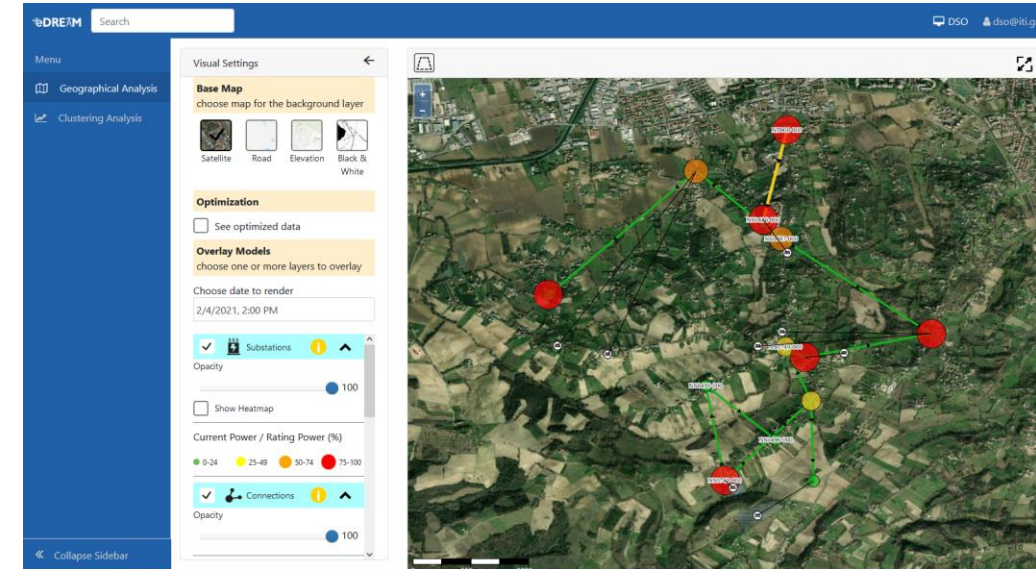 eDREAM
Search
DSO
dso@iti.g
Menu
Geographical Analysis
Clustering Analysis
Collapse Sidebar
Visual Settings
Base Map
choose map for the background layer
Satellite
Road
Elevation
Black &
White
Optimization
See optimized data
Overlay Models
choose one or more layers to overlay
Choose date to render
2/4/2021, 2:00 PM
Substations
Opacity
100
Show Heatmap
Current Power / Rating Power (%)
0-24
25-49
50-74
75-100
Connections
Opacity
100